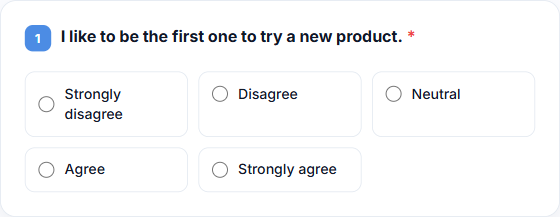 1 I like to be the first one to try a new product. *
Strongly
disagree
Disagree
Neutral
Agree
Strongly agree